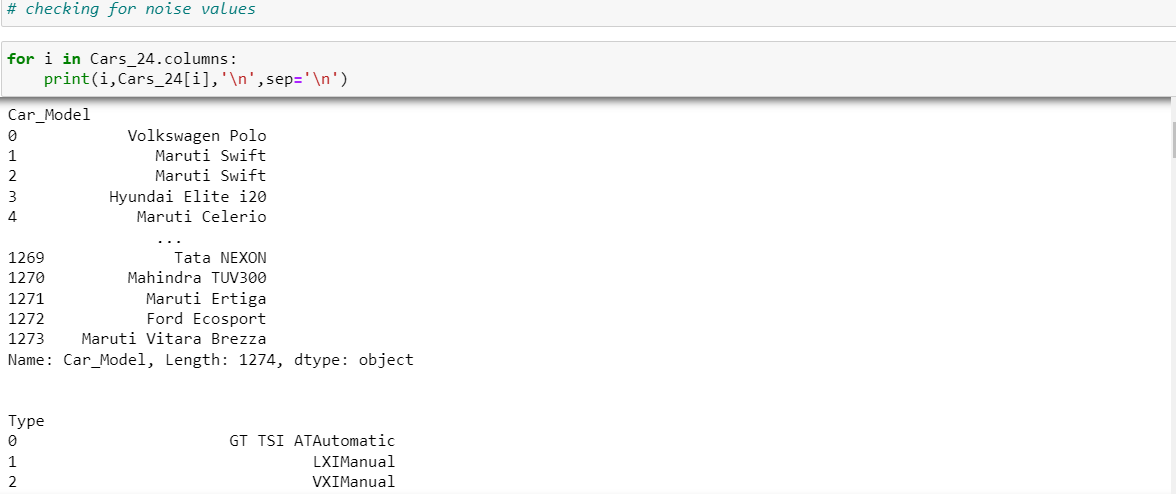 # checking for noise values
for i in Cars_24.columns:
    print(i,Cars_24[i],'\n',sep='\n')
Car_Model
0            Volkswagen Polo
1               Maruti Swift
2               Maruti Swift
3          Hyundai Elite i20
4             Maruti Celerio
                ...
1269              Tata NEXON
1270         Mahindra TUV300
1271           Maruti Ertiga
1272           Ford Ecosport
1273    Maruti Vitara Brezza
Name: Car_Model, Length: 1274, dtype: object
Type
0                       GT TSI ATAutomatic
1                                LXIManual
2                                VXIManual